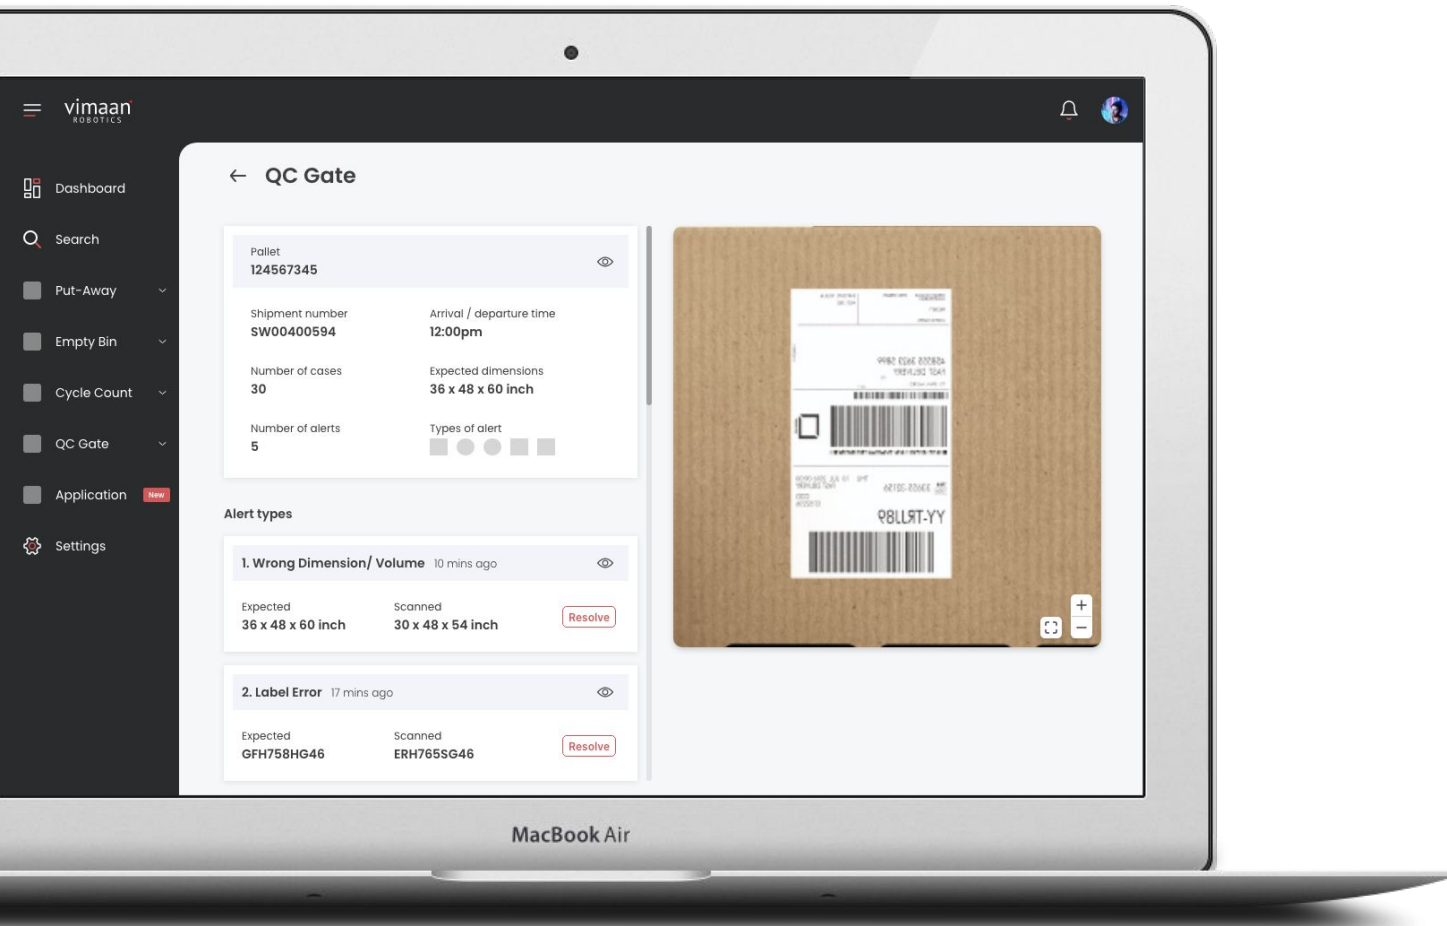 vimaan
ROBOTICS
Dashboard
Search
Put-Away
Empty Bin
Cycle Count
QC Gate
Application New
Settings
← QC Gate
Pallet
124567345
Shipment number
SW00400594
Arrival / departure time
12:00pm
Number of cases
30
Expected dimensions
36 x 48 x 60 inch
Number of alerts
5
Types of alert
Alert types
1. Wrong Dimension/ Volume 10 mins ago
Expected
36 x 48 x 60 inch
Scanned
30 x 48 x 54 inch
Resolve
2. Label Error 17 mins ago
Expected
GFH758HG46
Scanned
ERH765SG46
Resolve
FAST DELIVERY
YY-TRLL89
+
−
MacBook Air